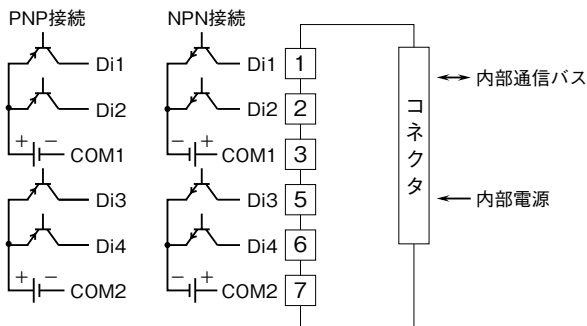 PNP接続
NPN接続
Di1
Di1
1
Di2
Di2
2
+ −
COM1
− +
COM1
3
Di3
Di3
5
Di4
Di4
6
+ −
COM2
− +
COM2
7
コネクタ
内部通信バス
内部電源